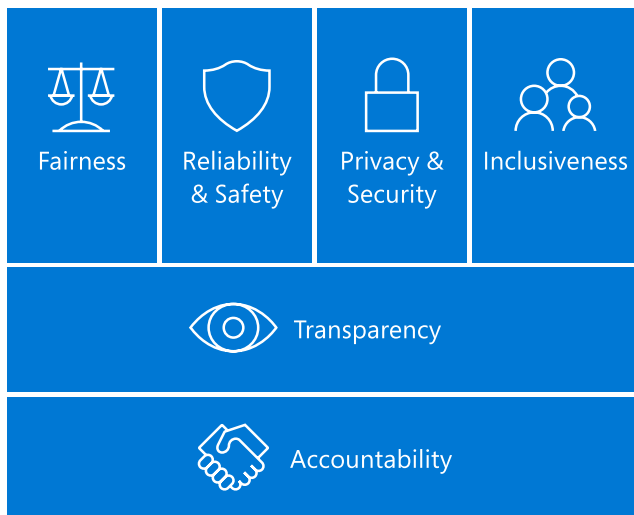 Fairness
Reliability
& Safety
Privacy &
Security
Inclusiveness
Transparency
Accountability